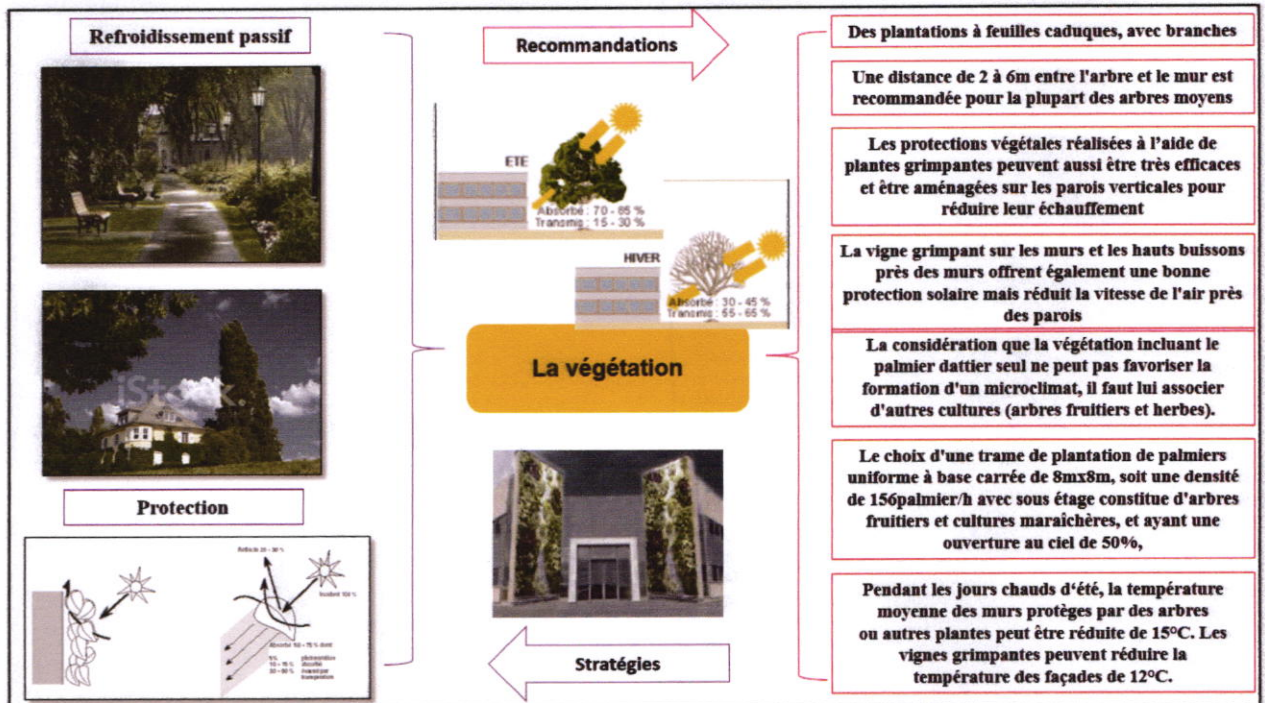 Refroidissement passif
Recommandations
Des plantations à feuilles caduques, avec branches
Une distance de 2 à 6m entre l'arbre et le mur est
recommandée pour la plupart des arbres moyens
ETE
Absorbé : 70 - 85 %
Transmis : 15 - 30 %
Les protections végétales réalisées à l'aide de
plantes grimpantes peuvent aussi être très efficaces
et être aménagées sur les parois verticales pour
réduire leur échauffement
HIVER
Absorbé : 30 - 45 %
Transmis : 55 - 65 %
La vigne grimpant sur les murs et les hauts buissons
près des murs offrent également une bonne
protection solaire mais réduit la vitesse de l'air près
des parois
La végétation
iStock.
La considération que la végétation incluant le
palmier dattier seul ne peut pas favoriser la
formation d'un microclimat, il faut lui associer
d'autres cultures (arbres fruitiers et herbes).
Le choix d'une trame de plantation de palmiers
uniforme à base carrée de 8mx8m, soit une densité
de 156palmier/h avec sous étage constitue d'arbres
fruitiers et cultures maraîchères, et ayant une
ouverture au ciel de 50%,
Protection
Incident 100 %
Stratégies
Pendant les jours chauds d'été, la température
moyenne des murs protèges par des arbres
ou autres plantes peut être réduite de 15°C. Les
vignes grimpantes peuvent réduire la
température des façades de 12°C.